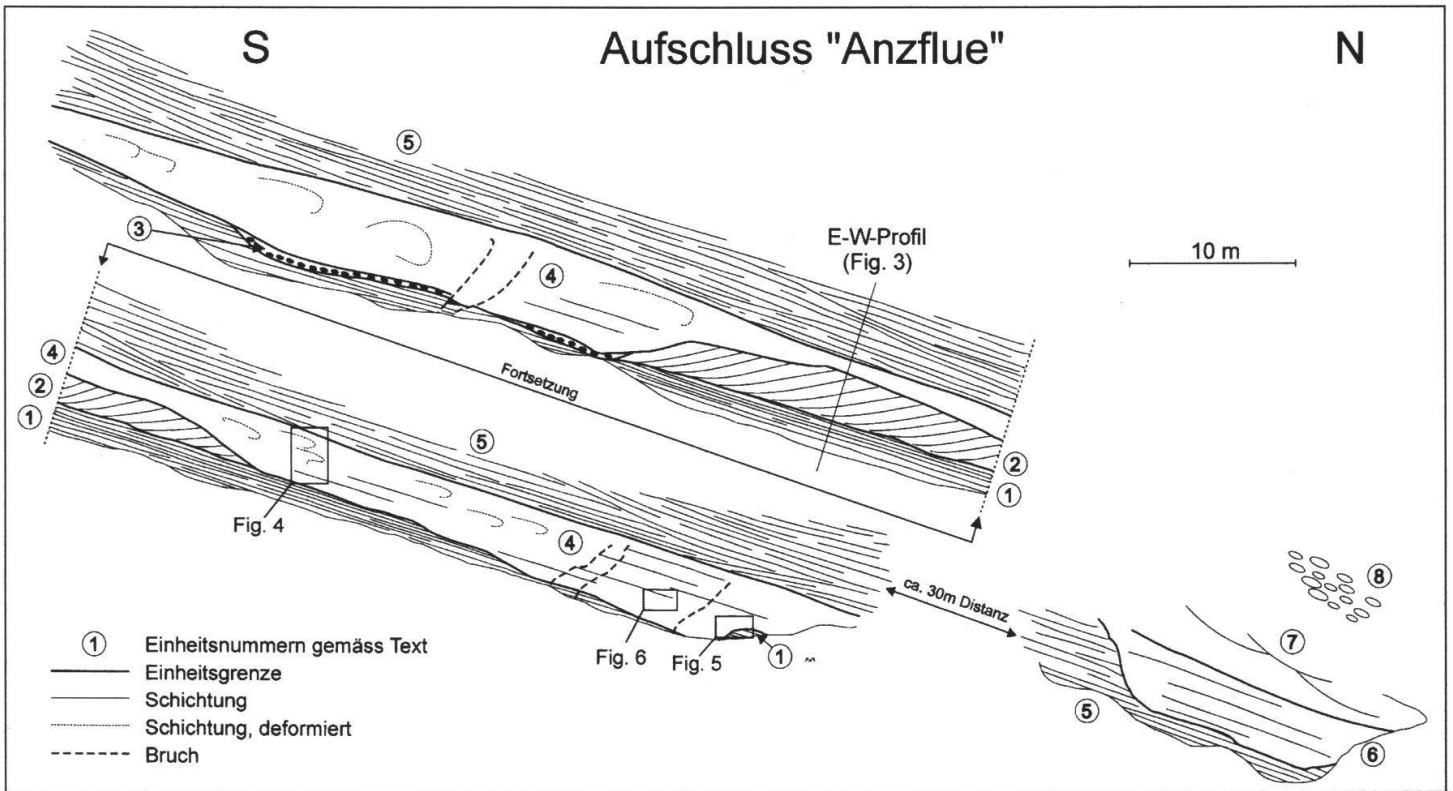 S
Aufschluss "Anzflue"
N
⑤
③
④
E-W-Profil
(Fig. 3)
10 m
Fortsetzung
④
②
①
⑤
②
①
Fig. 4
④
ca. 30m Distanz
⑧
⑦
Fig. 6
Fig. 5
①
⑤
⑥
① Einheitsnummern gemäss Text
Einheitsgrenze
Schichtung
Schichtung, deformiert
Bruch